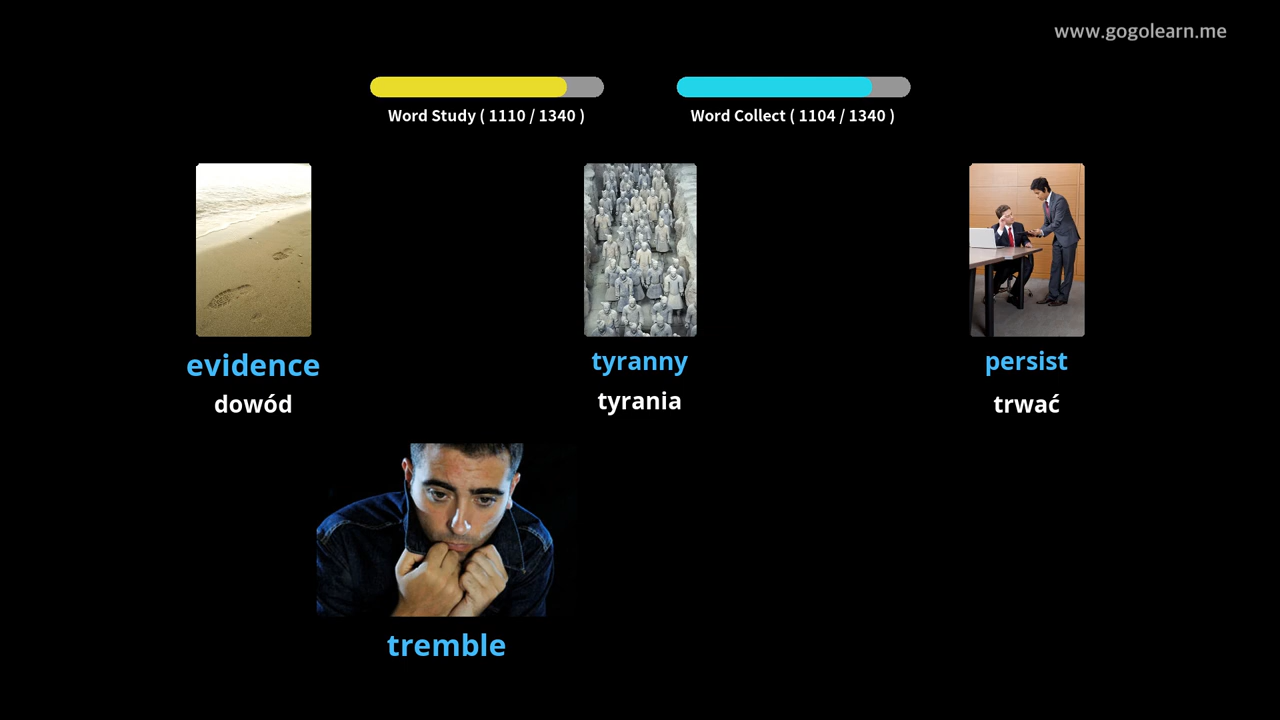 www.gogolearn.me
Word Study ( 1110 / 1340 )
Word Collect ( 1104 / 1340 )
evidence
dowód
tyranny
tyrania
persist
trwać
tremble